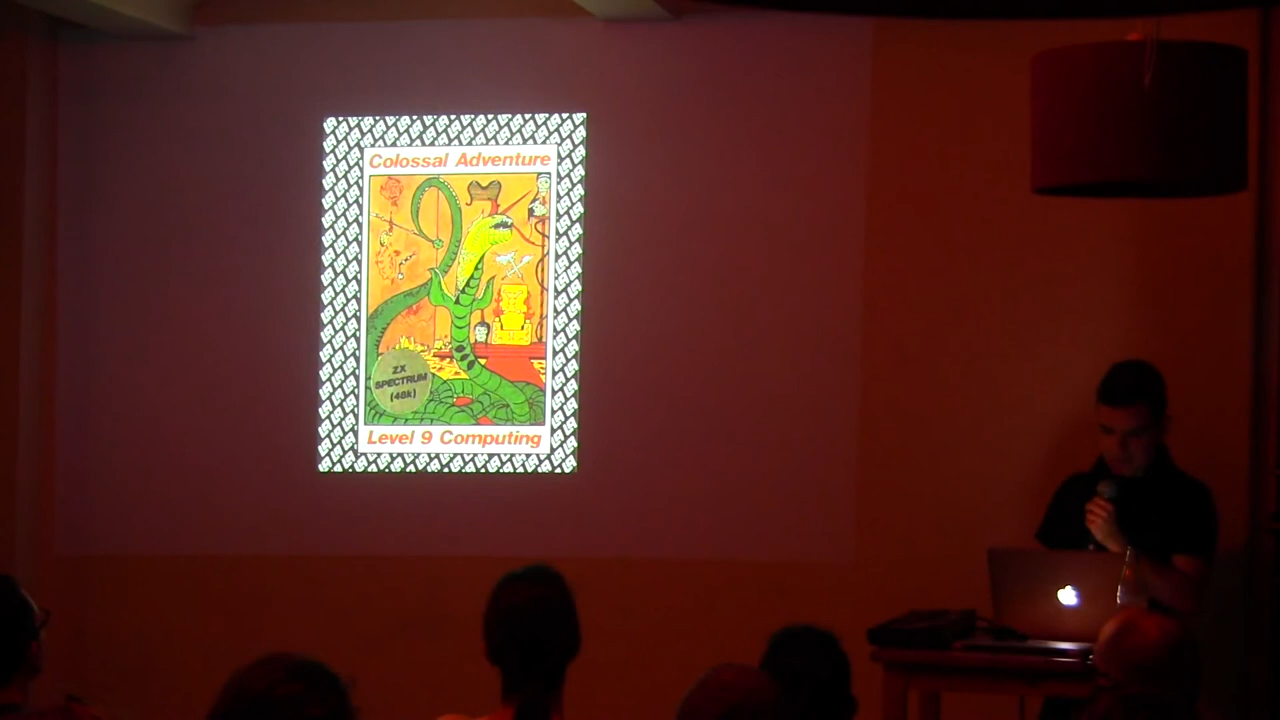 Colossal Adventure
ZX
SPECTRUM
(48k)
Level 9 Computing